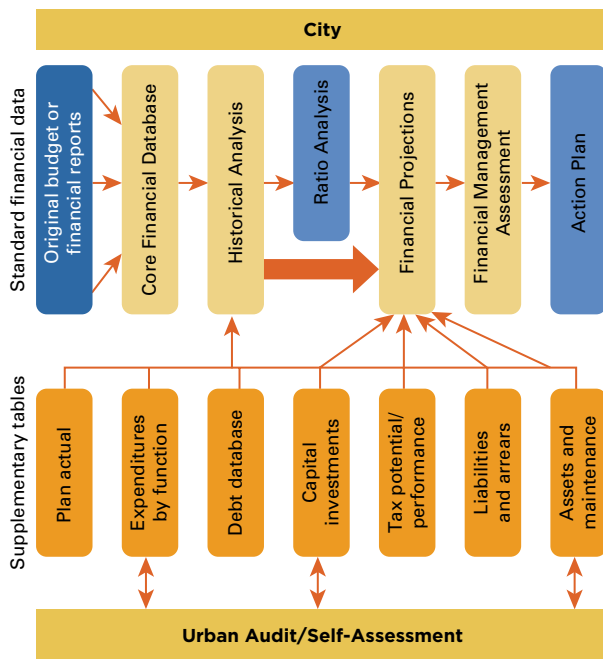 City
Standard financial data
Original budget or
financial reports
Core Financial Database
Historical Analysis
Ratio Analysis
Financial Projections
Financial Management
Assessment
Action Plan
Supplementary tables
Plan actual
Expenditures
by function
Debt database
Capital
investments
Tax potential/
performance
Liabilities
and arrears
Assets and
maintenance
Urban Audit/Self-Assessment